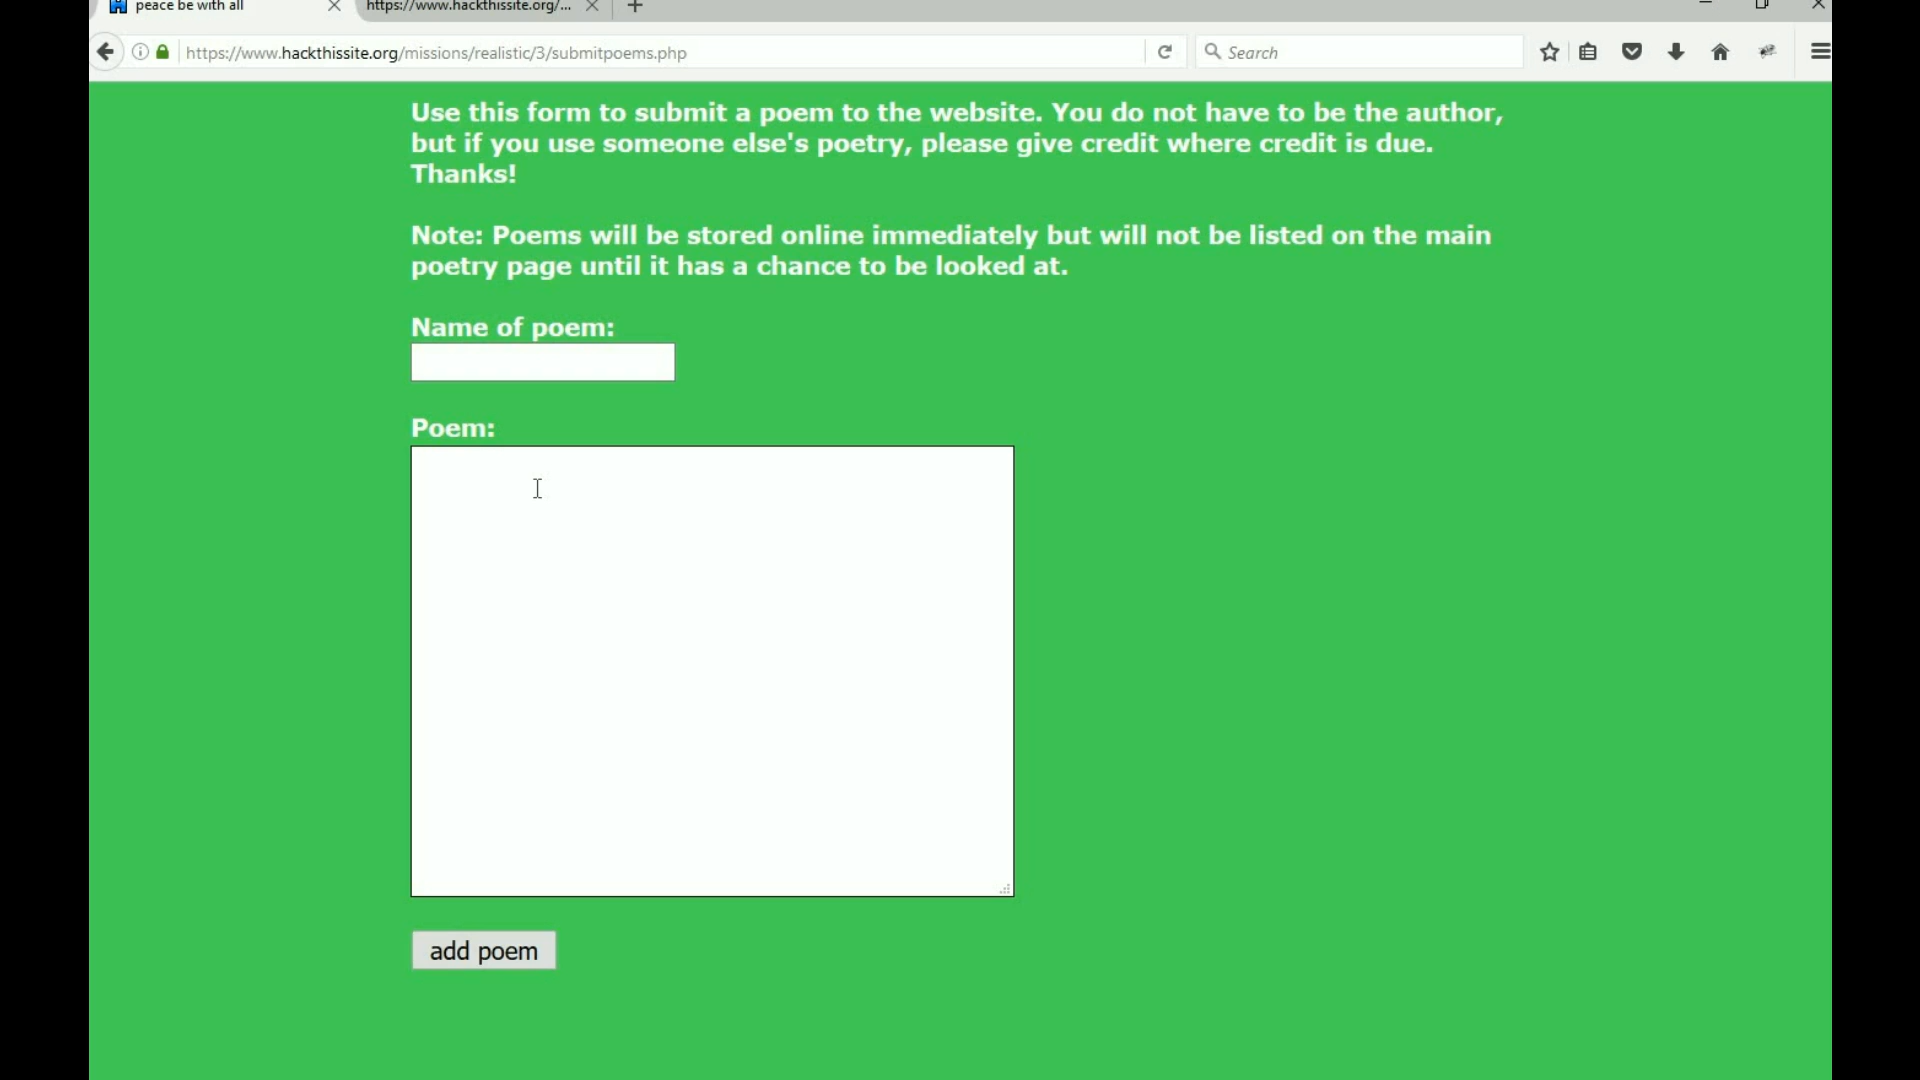 peace be with all
https://www.hackthissite.org/...
https://www.hackthissite.org/missions/realistic/3/submitpoems.php
Search
Use this form to submit a poem to the website. You do not have to be the author,
but if you use someone else's poetry, please give credit where credit is due.
Thanks!
Note: Poems will be stored online immediately but will not be listed on the main
poetry page until it has a chance to be looked at.
Name of poem:
Poem:
add poem